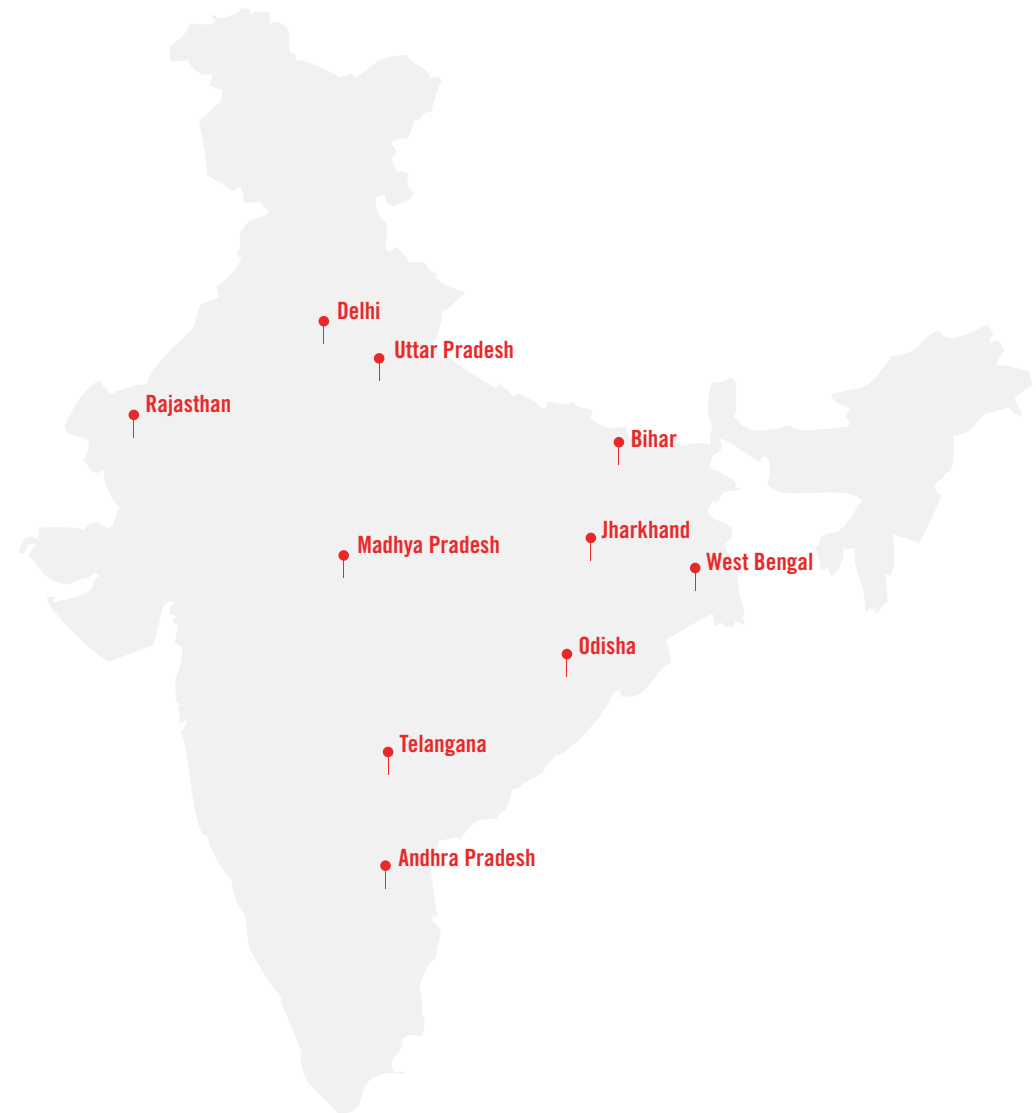 Delhi
Uttar Pradesh
Rajasthan
Bihar
Jharkhand
Madhya Pradesh
West Bengal
Odisha
Telangana
Andhra Pradesh